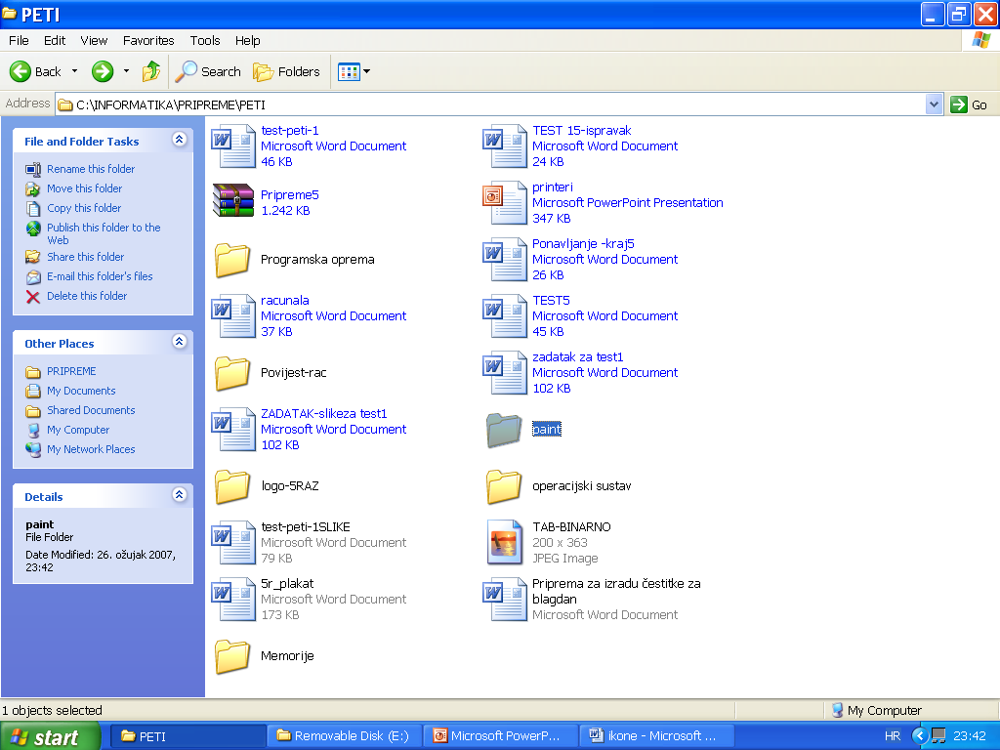 PETI
File Edit View Favorites Tools Help
Back Search Folders
Address C:\INFORMATIKA\PRIPREME\PETI Go
File and Folder Tasks
Rename this folder
Move this folder
Copy this folder
Publish this folder to the
Web
Share this folder
E-mail this folder's files
Delete this folder
Other Places
PRIPREME
My Documents
Shared Documents
My Computer
My Network Places
Details
paint
File Folder
Date Modified: 26. ožujak 2007,
23:42
test-peti-1
Microsoft Word Document
46 KB
TEST 15-ispravak
Microsoft Word Document
24 KB
Pripreme5
1.242 KB
printeri
Microsoft PowerPoint Presentation
347 KB
Programska oprema
Ponavljanje -kraj5
Microsoft Word Document
26 KB
racunala
Microsoft Word Document
37 KB
TEST5
Microsoft Word Document
45 KB
Povijest-rac
zadatak za test1
Microsoft Word Document
102 KB
ZADATAK-slikeza test1
Microsoft Word Document
102 KB
paint
logo-5RAZ
operacijski sustav
test-peti-1SLIKE
Microsoft Word Document
79 KB
TAB-BINARNO
200 x 363
JPEG Image
5r_plakat
Microsoft Word Document
173 KB
Priprema za izradu čestitke za
blagdan
Microsoft Word Document
Memorije
1 objects selected My Computer
start PETI Removable Disk (E:) Microsoft PowerP... ikone - Microsoft ... HR 23:42